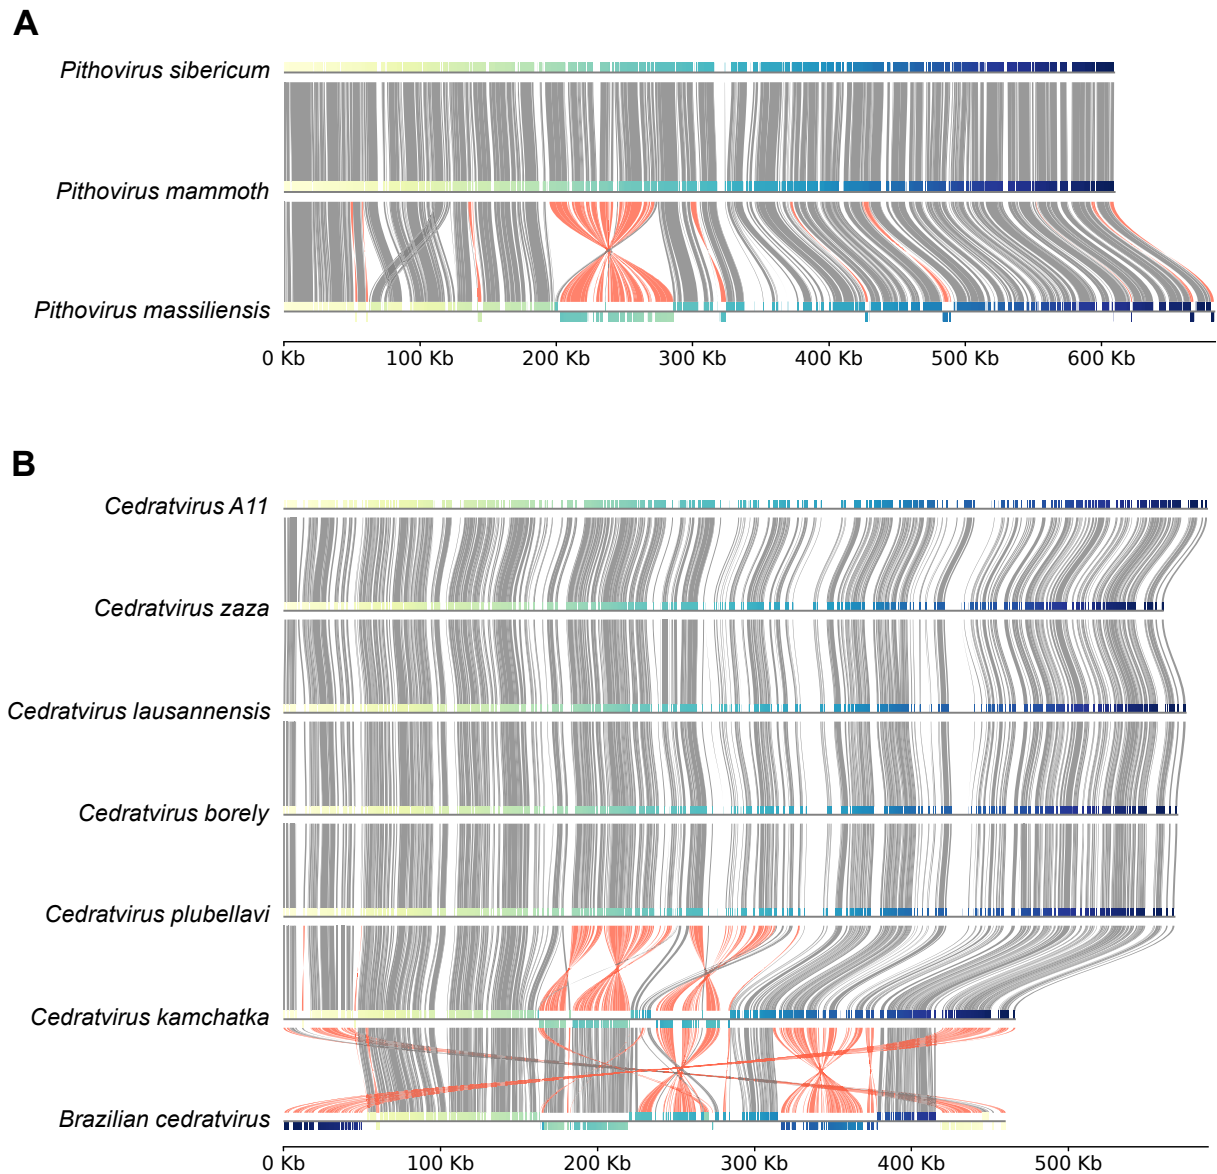 A
Pithovirus sibericum
Pithovirus mammoth
Pithovirus massiliensis
0 Kb 100 Kb 200 Kb 300 Kb 400 Kb 500 Kb 600 Kb
B
Cedratvirus A11
Cedratvirus zaza
Cedratvirus lausannensis
Cedratvirus borely
Cedratvirus plubellavi
Cedratvirus kamchatka
Brazilian cedratvirus
0 Kb 100 Kb 200 Kb 300 Kb 400 Kb 500 Kb